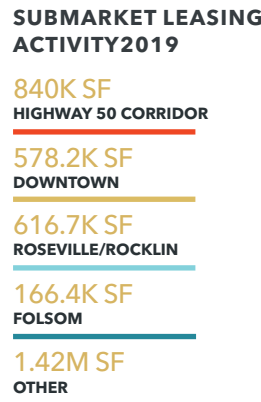 SUBMARKET LEASING
ACTIVITY2019
840K SF
HIGHWAY 50 CORRIDOR
578.2K SF
DOWNTOWN
616.7K SF
ROSEVILLE/ROCKLIN
166.4K SF
FOLSOM
1.42M SF
OTHER